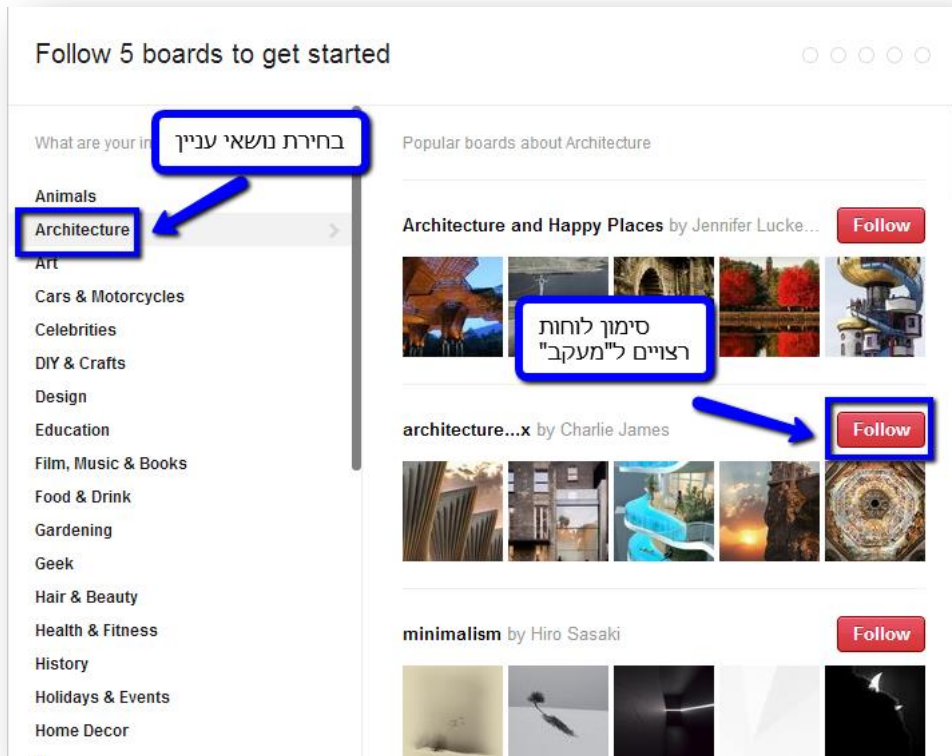 Follow 5 boards to get started
What are your
בחירת נושאי עניין
Animals
Architecture
Art
Cars & Motorcycles
Celebrities
DIY & Crafts
Design
Education
Film, Music & Books
Food & Drink
Gardening
Geek
Hair & Beauty
Health & Fitness
History
Holidays & Events
Home Decor
Popular boards about Architecture
Architecture and Happy Places by Jennifer Lucke...
Follow
סימון לוחות
רצויים ל"מעקב"
architecture...x by Charlie James
Follow
minimalism by Hiro Sasaki
Follow